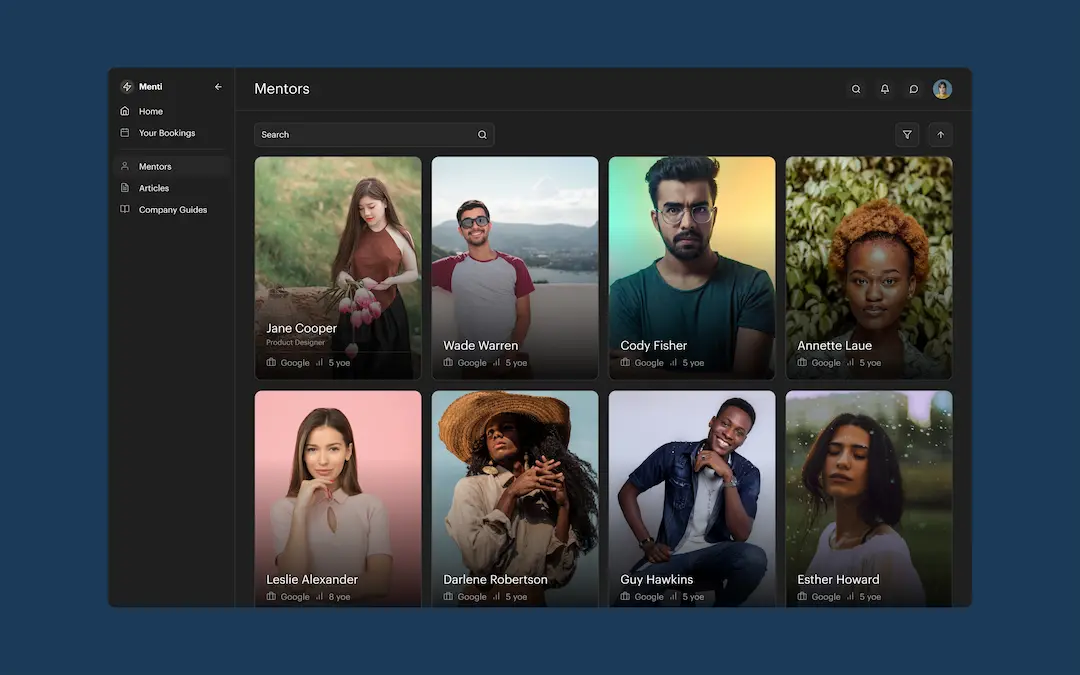 Menti
Home
Your Bookings
Mentors
Articles
Company Guides
Mentors
Search
Jane Cooper
Product Designer
Google 5 yoe
Wade Warren
Google 5 yoe
Cody Fisher
Google 5 yoe
Annette Laue
Google 5 yoe
Leslie Alexander
Google 8 yoe
Darlene Robertson
Google 5 yoe
Guy Hawkins
Google 5 yoe
Esther Howard
Google 5 yoe